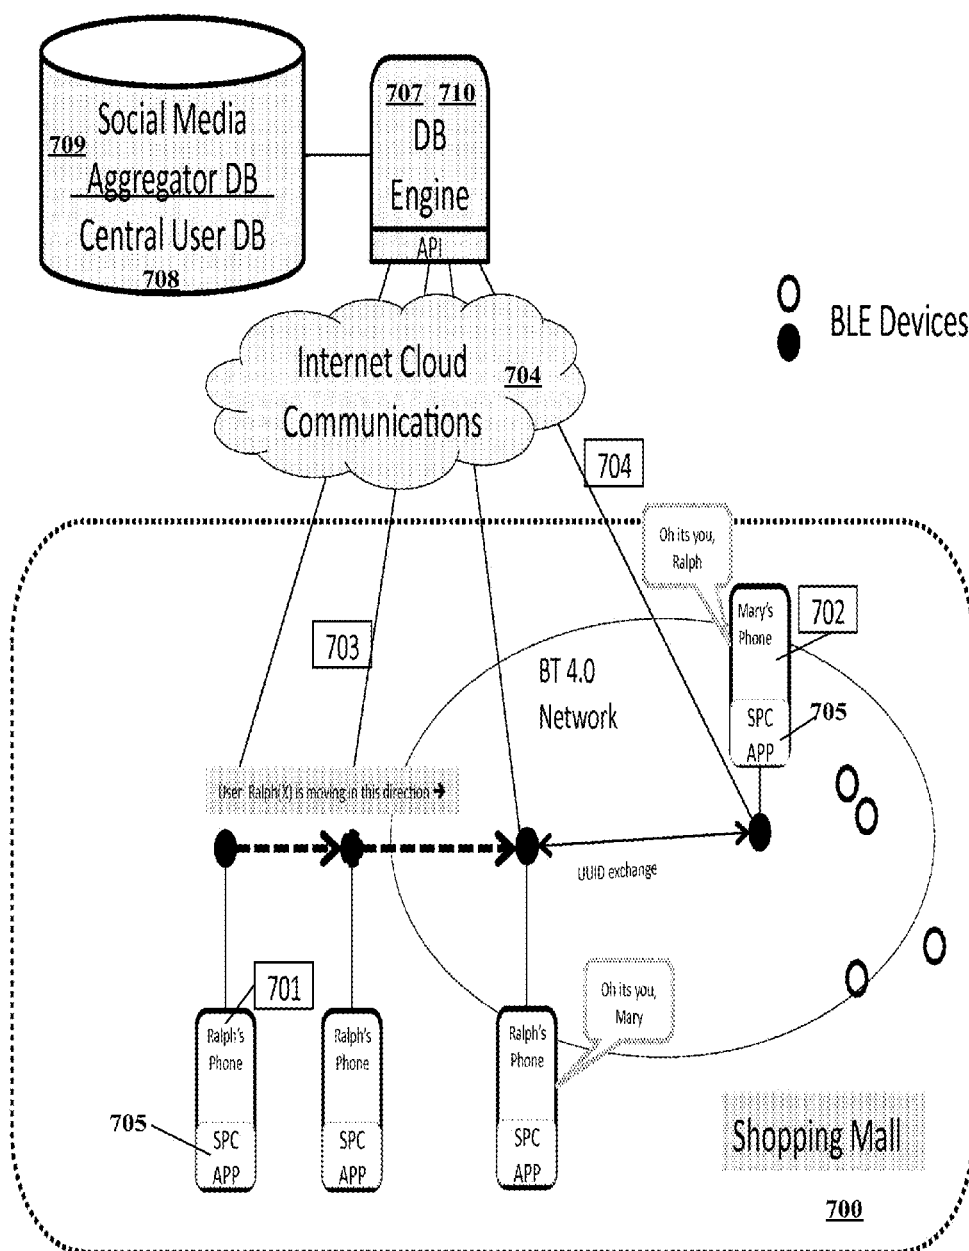 707 710
DB
Engine
API
709
Social Media
Aggregator DB
Central User DB
708
BLE Devices
Internet Cloud
Communications
704
704
Oh its you,
Ralph
Mary's
Phone
702
SPC
APP
705
703
BT 4.0
Network
User: Ralph(X) is moving in this direction ➔
UUID exchange
701
Oh its you,
Mary
Ralph's
Phone
SPC
APP
705
Ralph's
Phone
SPC
APP
Ralph's
Phone
SPC
APP
Shopping Mall
700